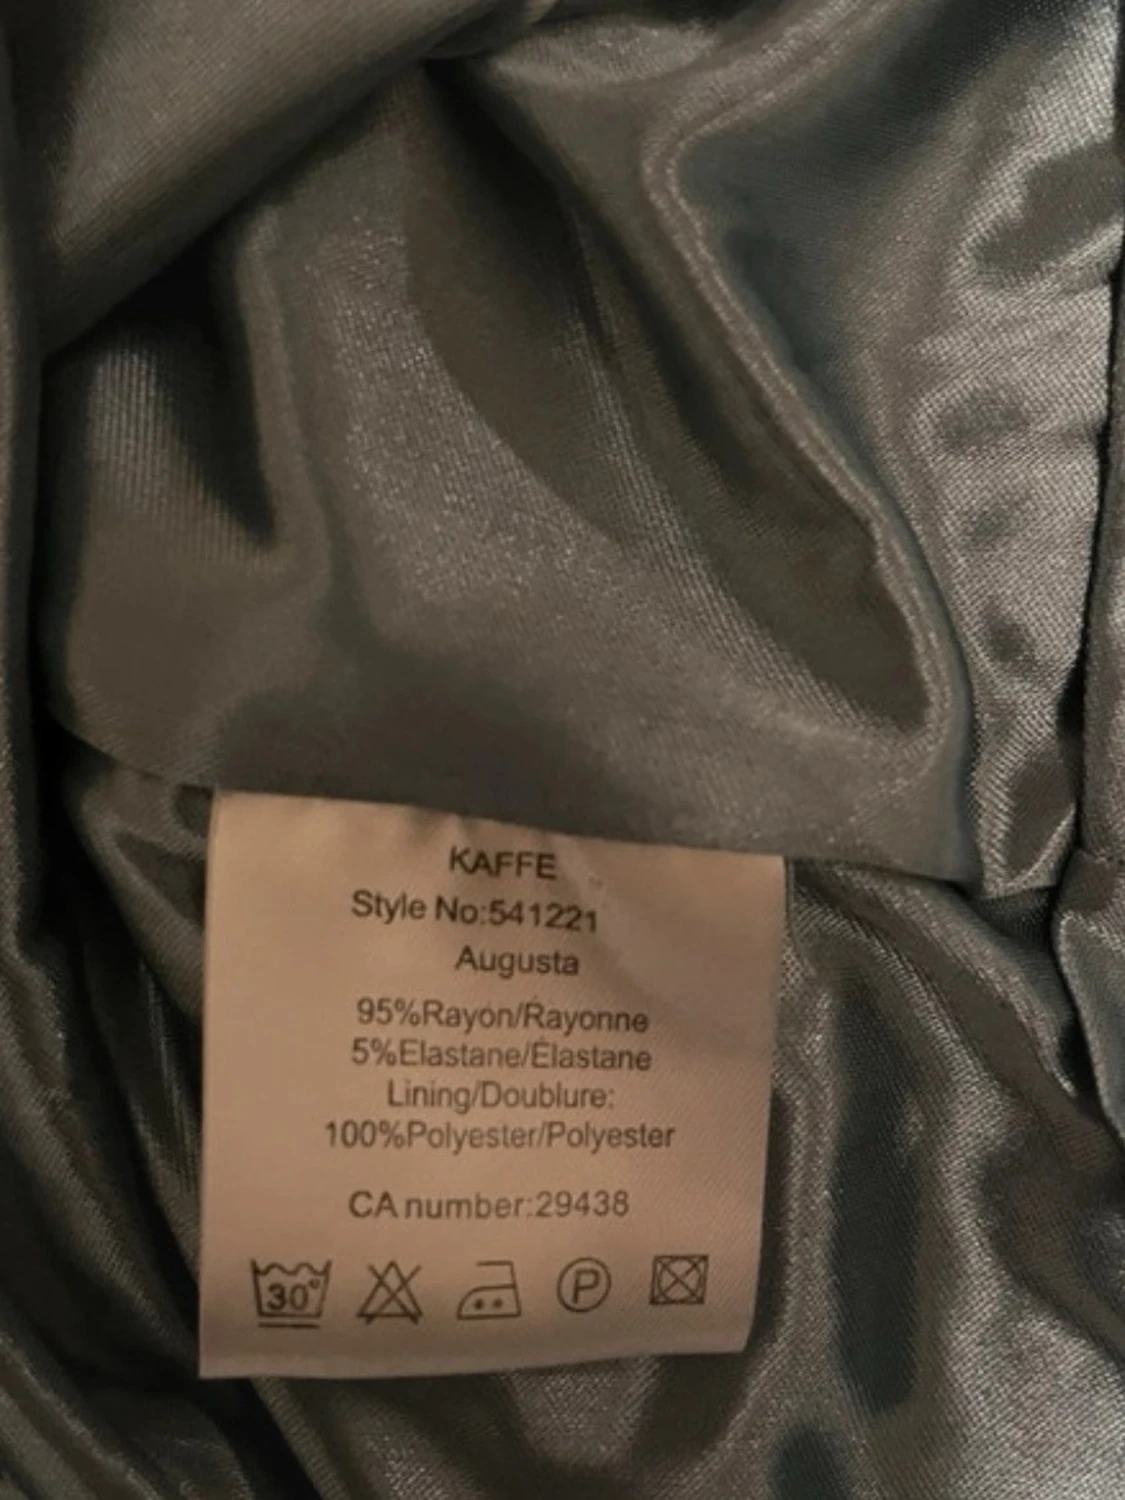 KAFFE
Style No:541221
Augusta
95%Rayon/Rayonne
5%Elastane/Élastane
Lining/Doublure:
100%Polyester/Polyester
CA number:29438
30° P